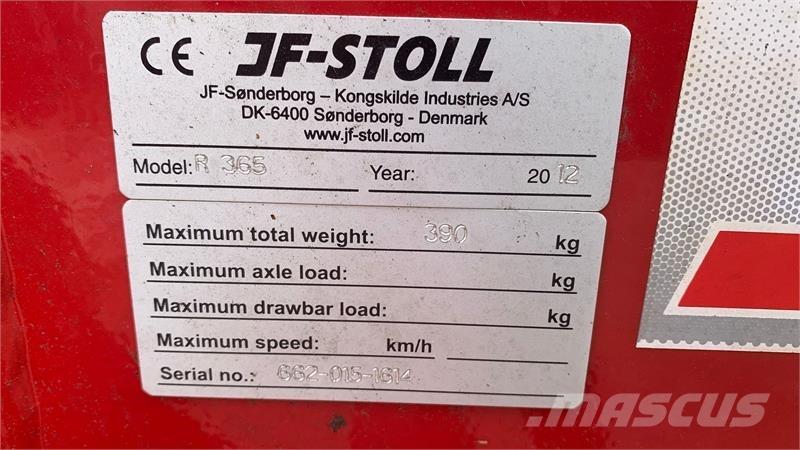 CE JF-STOLL
JF-Sønderborg – Kongskilde Industries A/S
DK-6400 Sønderborg - Denmark
www.jf-stoll.com
Model: R 365 Year: 2012
Maximum total weight: 390 kg
Maximum axle load: kg
Maximum drawbar load: kg
Maximum speed: km/h
Serial no.: 662-015-1614
mascus